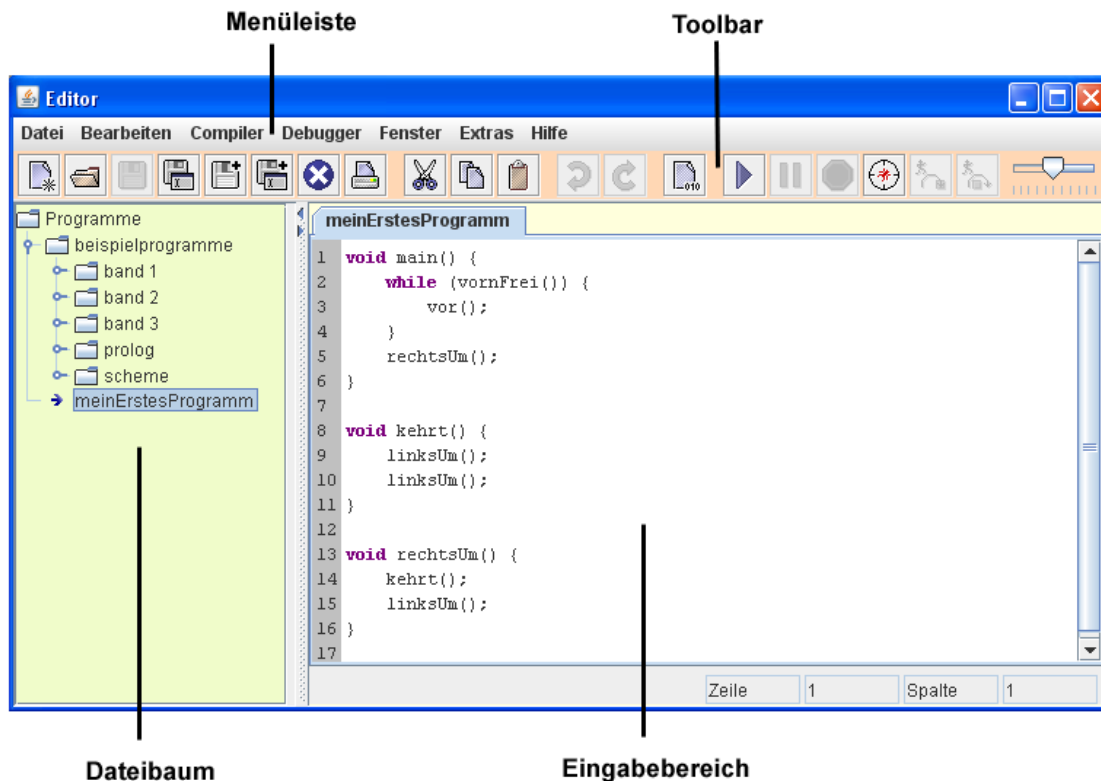 Menüleiste
Toolbar
Editor
Datei Bearbeiten Compiler Debugger Fenster Extras Hilfe
010
Programme
beispielprogramme
band 1
band 2
band 3
prolog
scheme
meinErstesProgramm
meinErstesProgramm
1 void main() {
2 while (vornFrei()) {
3 vor();
4 }
5 rechtsUm();
6 }
7
8 void kehrt() {
9 linksUm();
10 linksUm();
11 }
12
13 void rechtsUm() {
14 kehrt();
15 linksUm();
16 }
17
Zeile 1 Spalte 1
Dateibaum
Eingabebereich